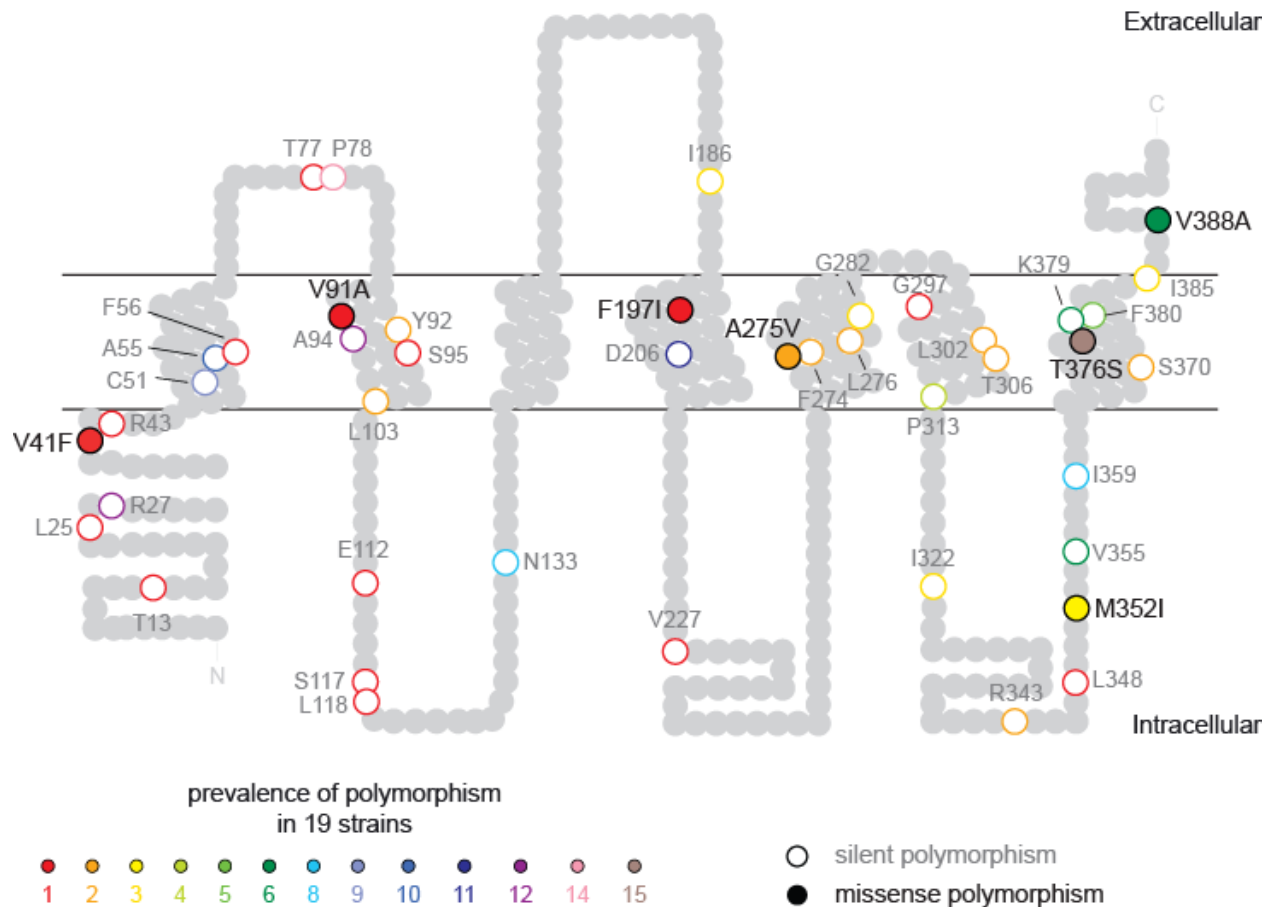 Extracellular
C
T77 P78
I186
V388A
G282
K379
V91A
G297
I385
F56
F197I
Y92
F380
A94
A275V
A55
S95
D206
L302
T376S
S370
C51
L276
T306
F274
L103
P313
R43
V41F
I359
R27
L25
E112
N133
I322
V355
M352I
T13
V227
N
S117
L348
L118
R343
Intracellular
prevalence of polymorphism
in 19 strains
1 2 3 4 5 6 8 9 10 11 12 14 15
silent polymorphism
missense polymorphism